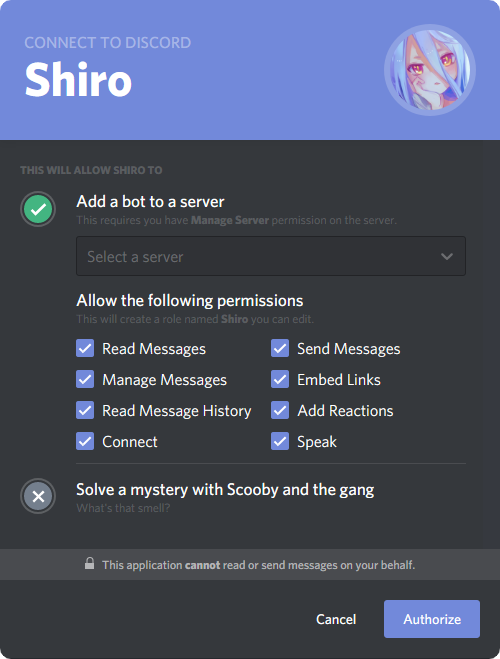 CONNECT TO DISCORD
Shiro
THIS WILL ALLOW SHIRO TO
Add a bot to a server
This requires you have Manage Server permission on the server.
Select a server
Allow the following permissions
This will create a role named Shiro you can edit.
Read Messages
Send Messages
Manage Messages
Embed Links
Read Message History
Add Reactions
Connect
Speak
Solve a mystery with Scooby and the gang
What's that smell?
This application cannot read or send messages on your behalf.
Cancel
Authorize